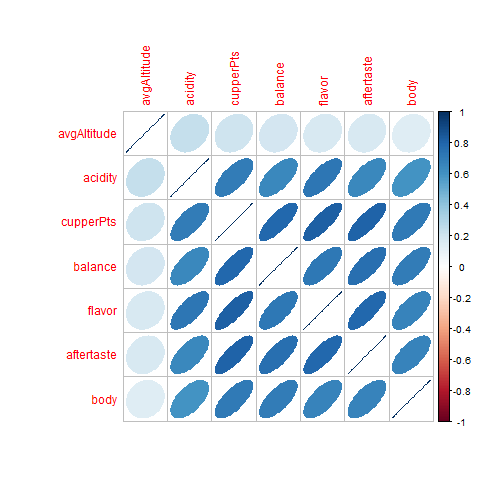 avgAltitude
acidity
cupperPts
balance
flavor
aftertaste
body
avgAltitude
acidity
cupperPts
balance
flavor
aftertaste
body
1
0.8
0.6
0.4
0.2
0
-0.2
-0.4
-0.6
-0.8
-1